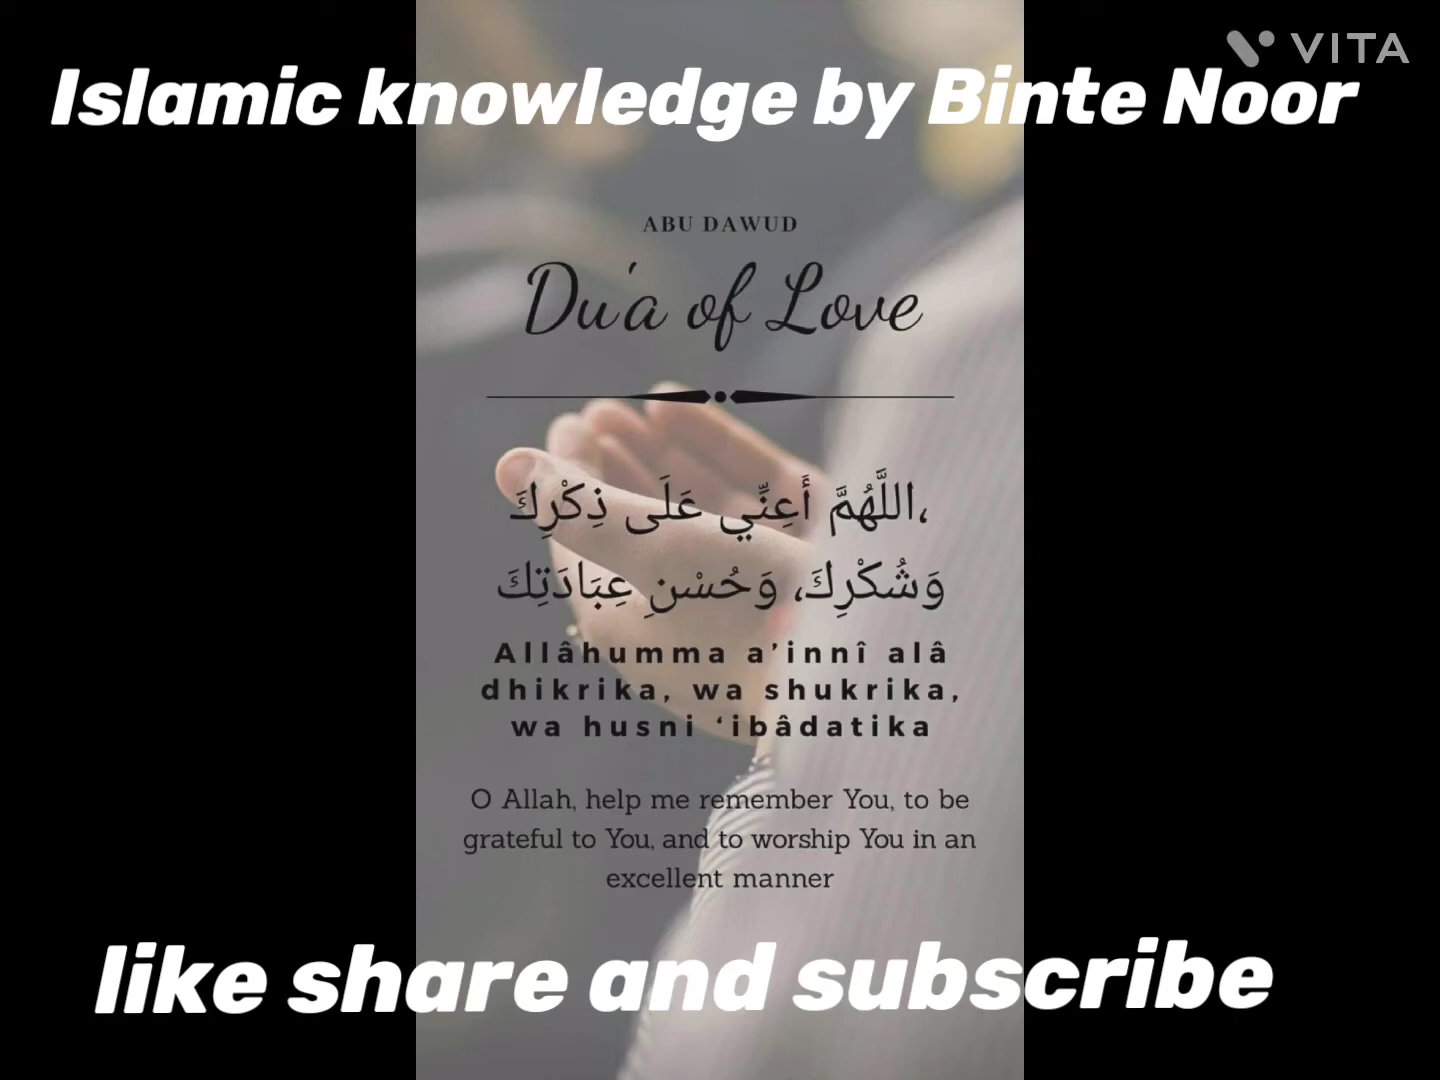 VITA
Islamic knowledge by Binte Noor
ABU DAWUD
Du'a of Love
اللَّهُمَّ أَعِنِّي عَلَى ذِكْرِكَ،
وَشُكْرِكَ، وَحُسْنِ عِبَادَتِكَ
Allâhumma a’innî alâ
dhikrika, wa shukrika,
wa husni ‘ibâdatika
O Allah, help me remember You, to be
grateful to You, and to worship You in an
excellent manner
like share and subscribe